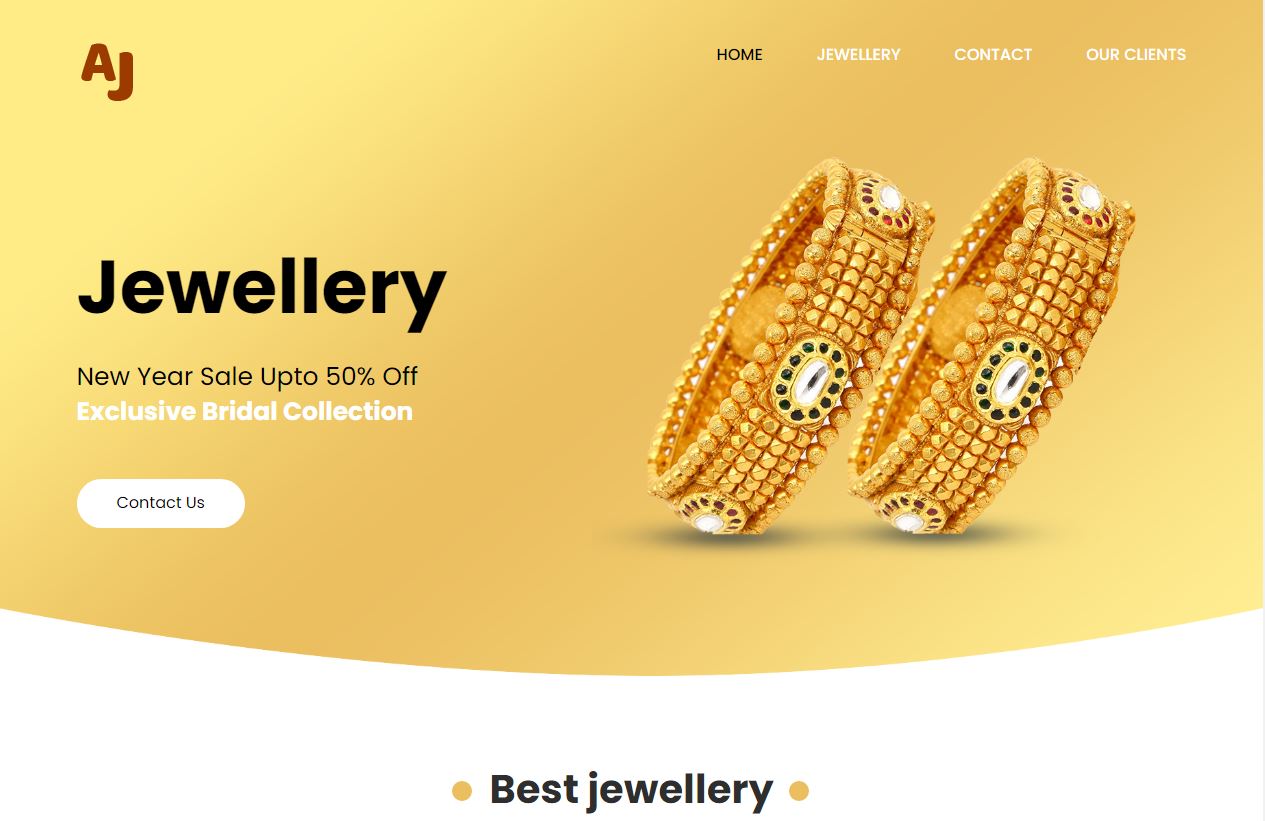 AJ
HOME JEWELLERY CONTACT OUR CLIENTS
Jewellery
New Year Sale Upto 50% Off
Exclusive Bridal Collection
Contact Us
Best jewellery